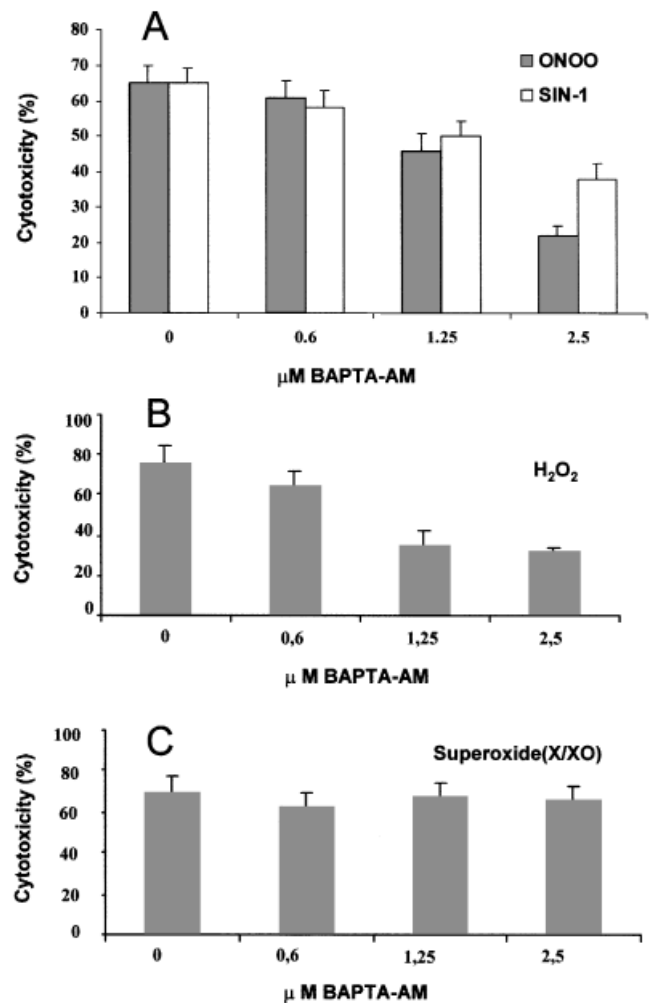 A
80
70
60
50
40
30
20
10
0
Cytotoxicity (%)
ONOO
SIN-1
0 0.6 1.25 2.5
µM BAPTA-AM
B
100
80
60
40
20
0
Cytotoxicity (%)
H₂O₂
0 0,6 1,25 2,5
µ M BAPTA-AM
C
100
80
60
40
20
0
Cytotoxicity (%)
Superoxide(X/XO)
0 0,6 1,25 2,5
µ M BAPTA-AM